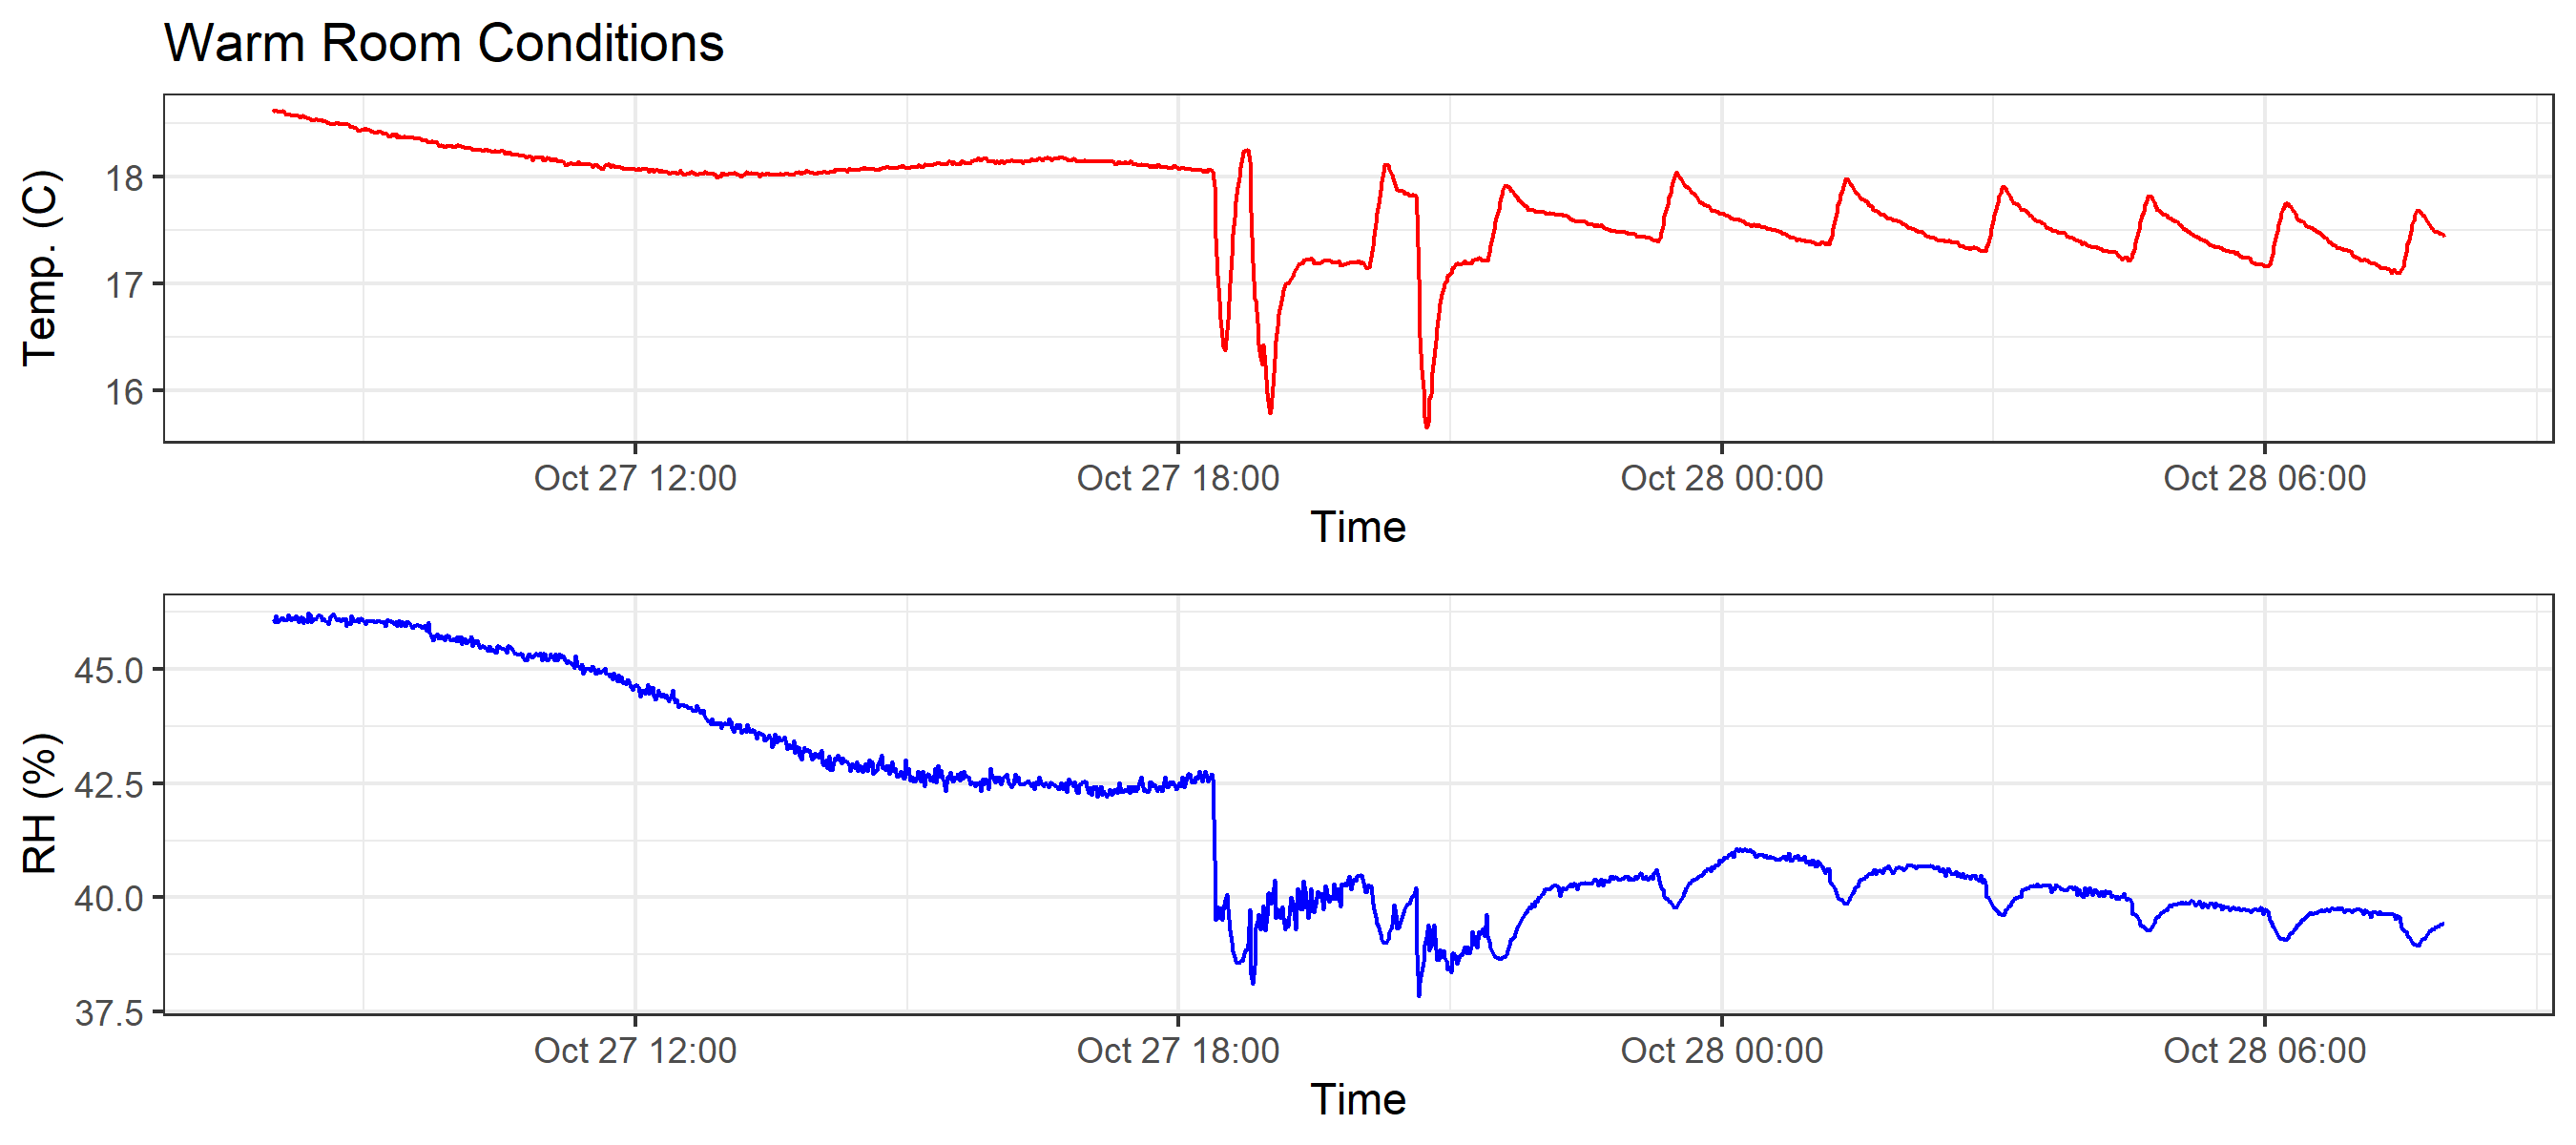 Warm Room Conditions
Temp. (C)
18
17
16
Oct 27 12:00 Oct 27 18:00 Oct 28 00:00 Oct 28 06:00
Time
RH (%)
45.0
42.5
40.0
37.5
Oct 27 12:00 Oct 27 18:00 Oct 28 00:00 Oct 28 06:00
Time